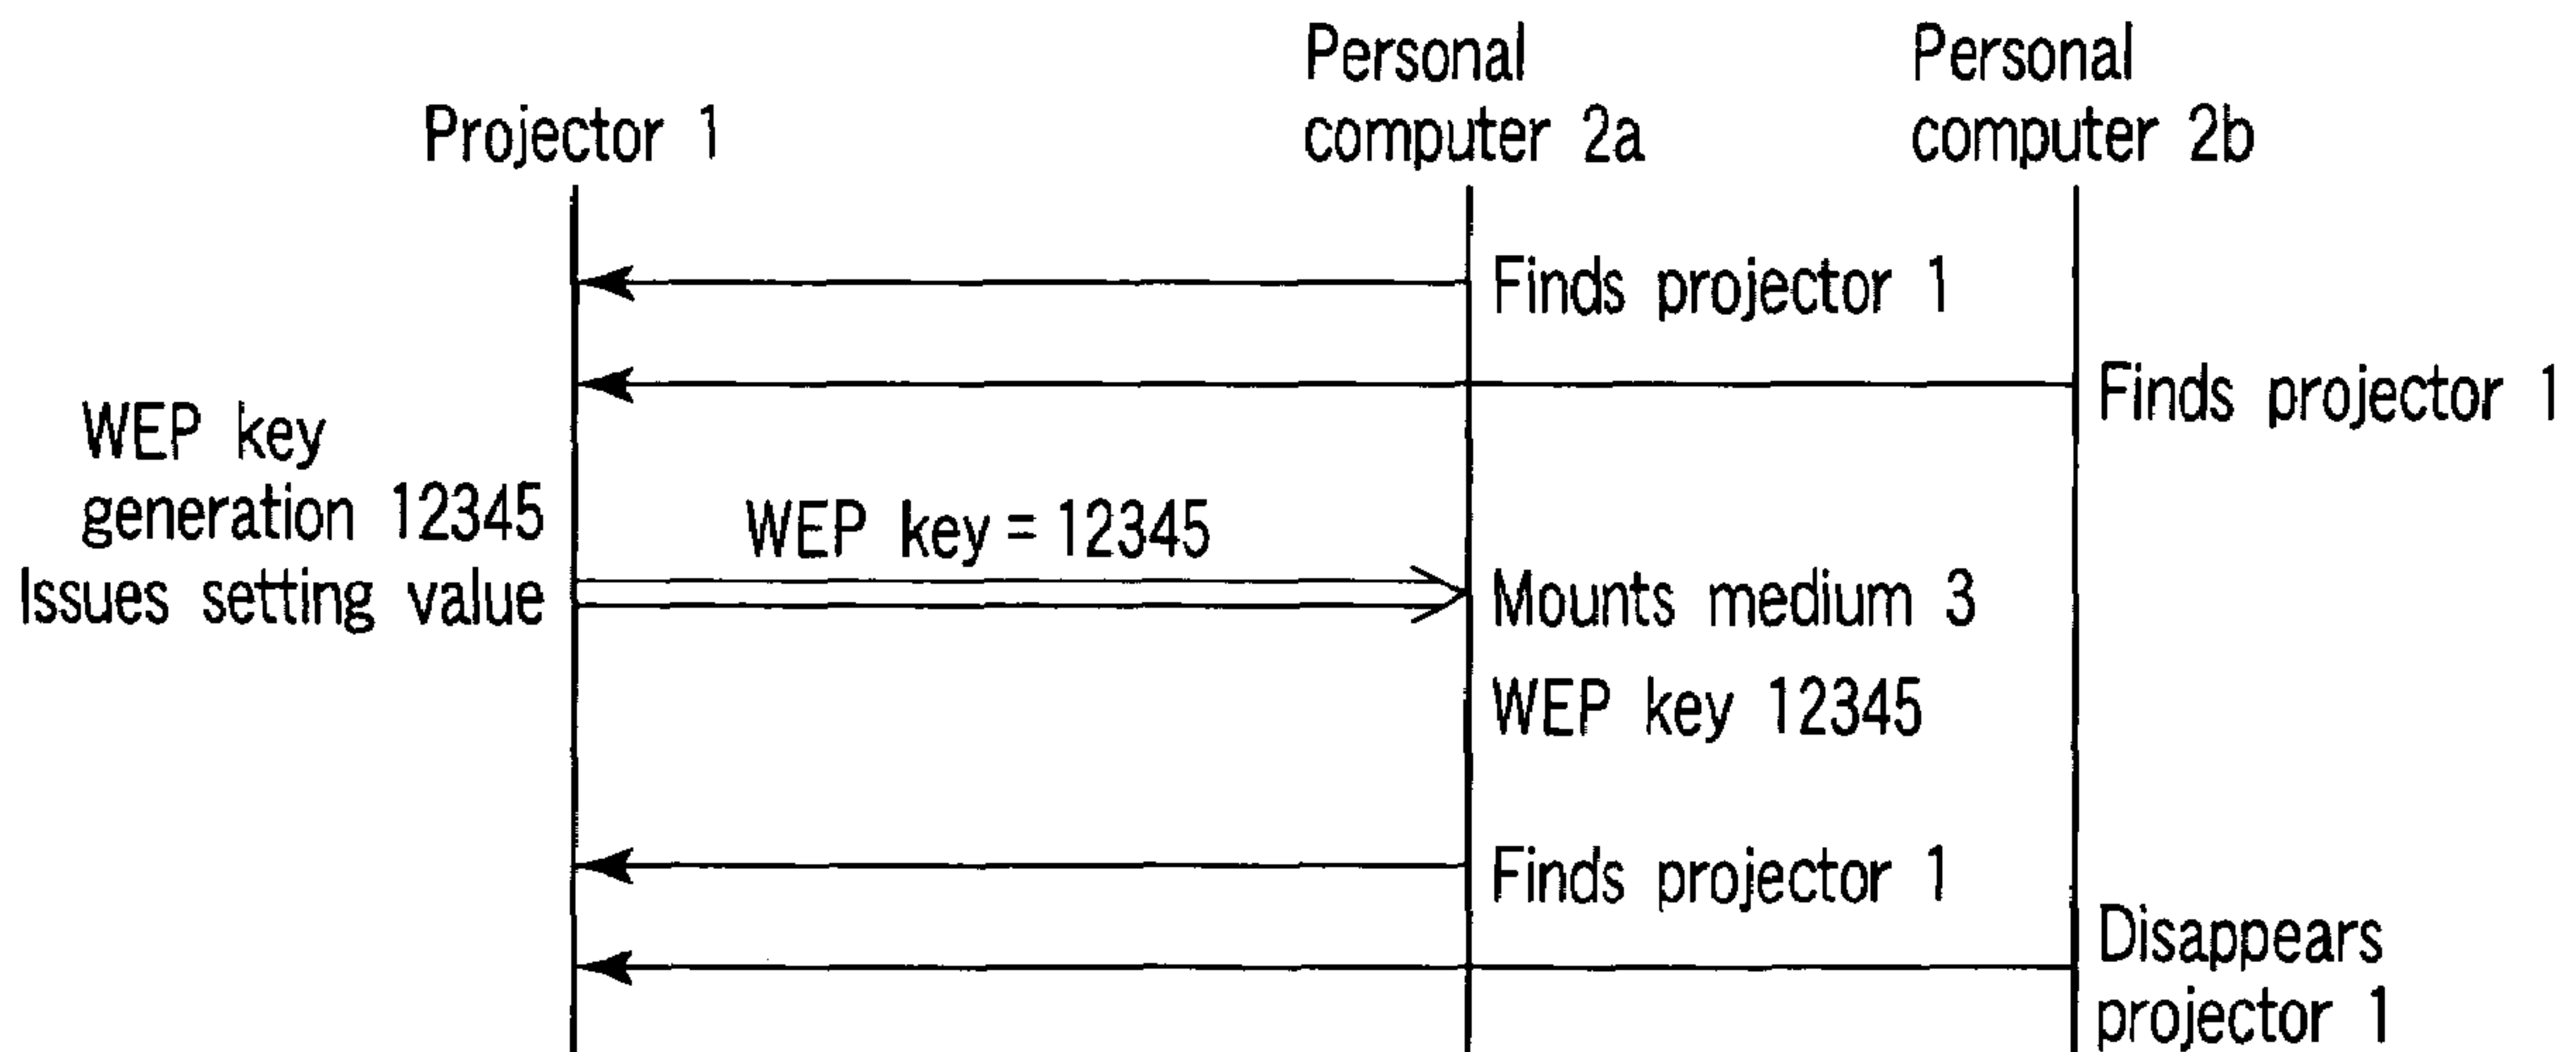 Projector 1
Personal
computer 2a
Personal
computer 2b
Finds projector 1
Finds projector 1
WEP key
generation 12345
Issues setting value
WEP key = 12345
Mounts medium 3
WEP key 12345
Finds projector 1
Disappears
projector 1